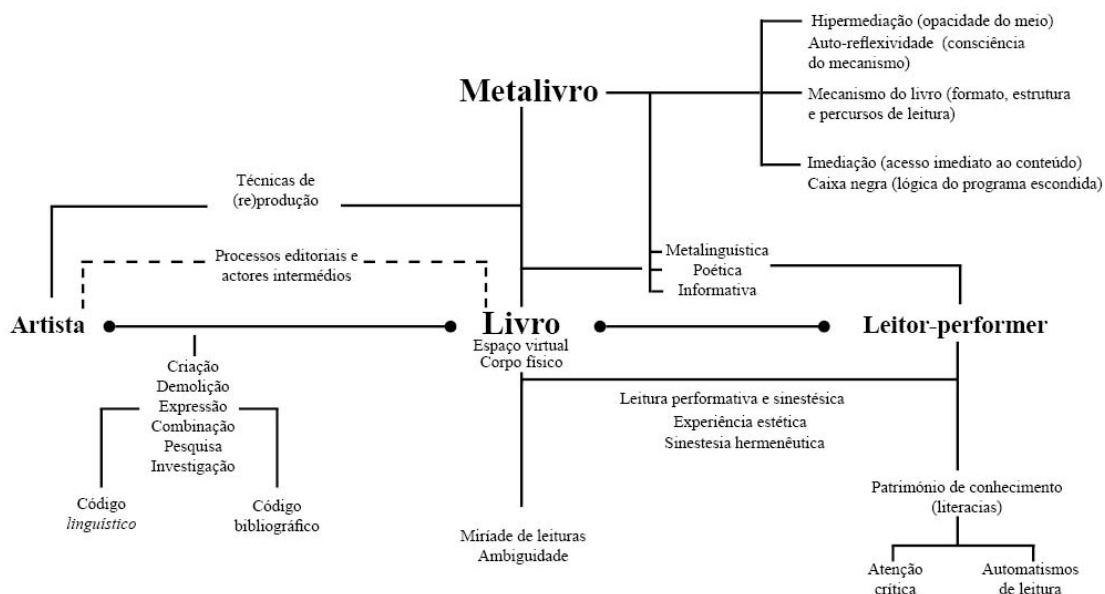 Hipermediação (opacidade do meio)
Auto-reflexividade (consciência
do mecanismo)
Metalivro
Mecanismo do livro (formato, estrutura
e percursos de leitura)
Imediação (acesso imediato ao conteúdo)
Caixa negra (lógica do programa escondida)
Técnicas de
(re)produção
Processos editoriais e
actores intermédios
Metalinguística
Poética
Informativa
Artista
Livro
Espaço virtual
Corpo físico
Leitor-performer
Criação
Demolição
Expressão
Combinação
Pesquisa
Investigação
Código
linguístico
Código
bibliográfico
Leitura performativa e sinestésica
Experiência estética
Sinestesia hermenêutica
Miríade de leituras
Ambiguidade
Património de conhecimento
(literacias)
Atenção
crítica
Automatismos
de leitura